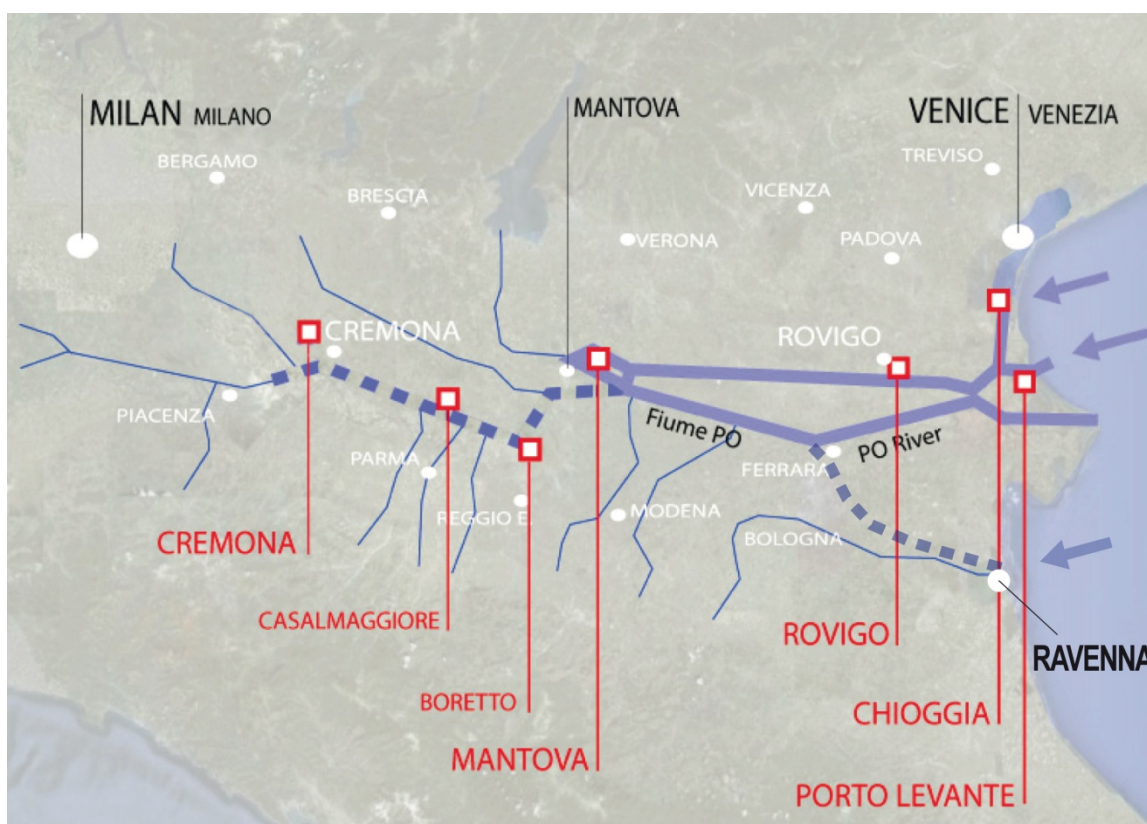 MILAN MILANO
MANTOVA
VENICE VENEZIA
BERGAMO
TREVISO
BRESCIA
VICENZA
VERONA
PADOVA
CREMONA
ROVIGO
PIACENZA
Fiume PO
PO River
PARMA
FERRARA
REGGIO E.
MODENA
BOLOGNA
CREMONA
CASALMAGGIORE
ROVIGO
RAVENNA
BORETTO
CHIOGGIA
MANTOVA
PORTO LEVANTE